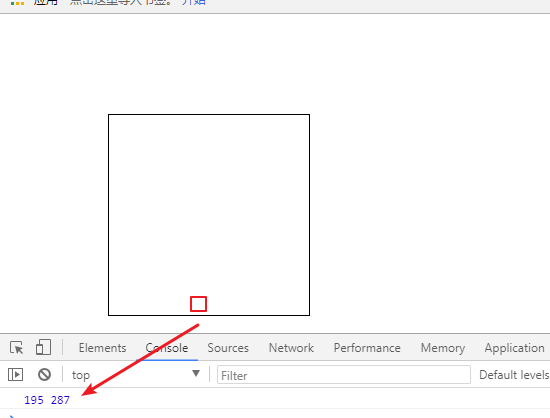 应用 点击这里导入书签。 开始
Elements Console Sources Network Performance Memory Application
top Filter Default levels
195 287